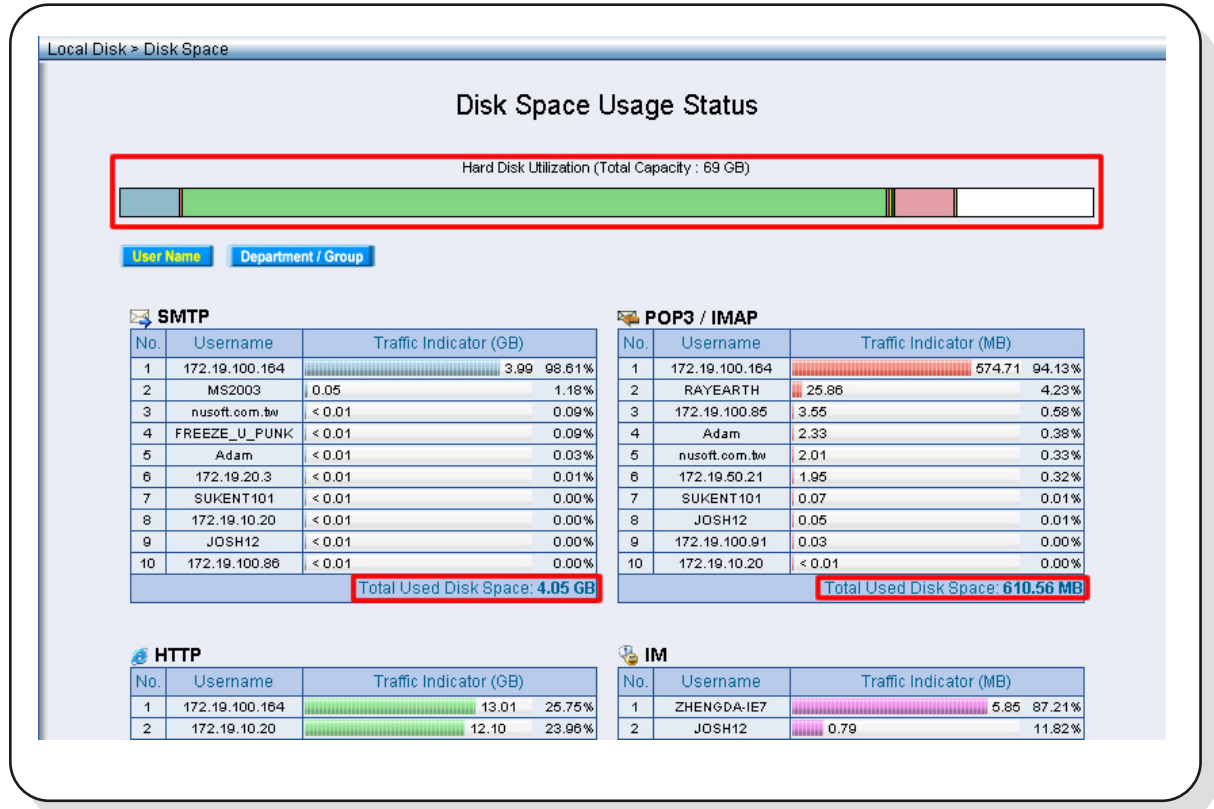 Local Disk > Disk Space
Disk Space Usage Status
Hard Disk Utilization (Total Capacity : 69 GB)
User Name Department / Group
SMTP
No. Username Traffic Indicator (GB)
1 172.19.100.164 3.99 98.61%
2 MS2003 0.05 1.18%
3 nusoft.com.tw < 0.01 0.09%
4 FREEZE_U_PUNK < 0.01 0.09%
5 Adam < 0.01 0.03%
6 172.19.20.3 < 0.01 0.01%
7 SUKENT101 < 0.01 0.00%
8 172.19.10.20 < 0.01 0.00%
9 JOSH12 < 0.01 0.00%
10 172.19.100.86 < 0.01 0.00%
Total Used Disk Space: 4.05 GB
POP3 / IMAP
No. Username Traffic Indicator (MB)
1 172.19.100.164 574.71 94.13%
2 RAYEARTH 25.86 4.23%
3 172.19.100.85 3.55 0.58%
4 Adam 2.33 0.38%
5 nusoft.com.tw 2.01 0.33%
6 172.19.50.21 1.95 0.32%
7 SUKENT101 0.07 0.01%
8 JOSH12 0.05 0.01%
9 172.19.100.91 0.03 0.00%
10 172.19.10.20 < 0.01 0.00%
Total Used Disk Space: 610.56 MB
HTTP
No. Username Traffic Indicator (GB)
1 172.19.100.164 13.01 25.75%
2 172.19.10.20 12.10 23.96%
IM
No. Username Traffic Indicator (MB)
1 ZHENGDA-IE7 5.85 87.21%
2 JOSH12 0.79 11.82%